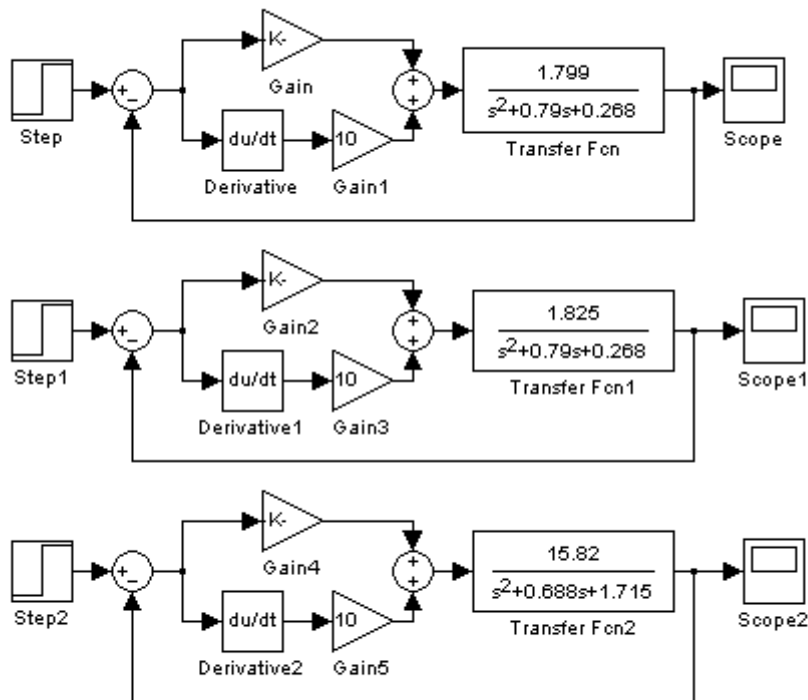 K-
1.799
s²+0.79s+0.268
Step
Gain
du/dt
10
Transfer Fcn
Scope
Derivative
Gain1
K-
1.825
s²+0.79s+0.268
Step1
Gain2
du/dt
10
Transfer Fcn1
Scope1
Derivative1
Gain3
K-
15.82
s²+0.688s+1.715
Step2
Gain4
du/dt
10
Transfer Fcn2
Scope2
Derivative2
Gain5